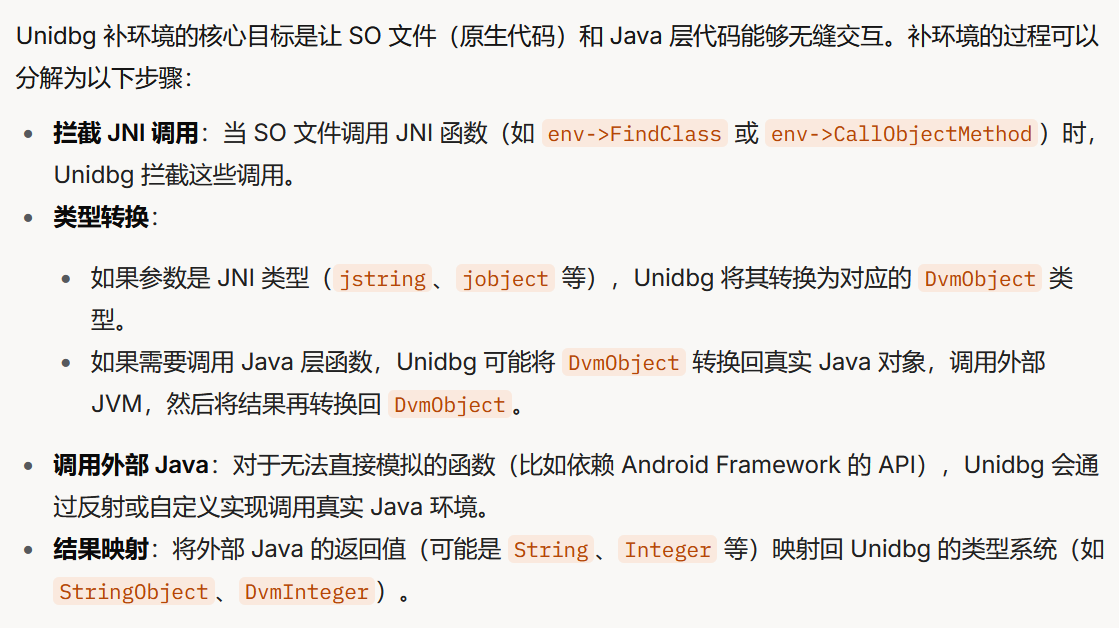 Unidbg 补环境的核心目标是让 SO 文件（原生代码）和 Java 层代码能够无缝交互。补环境的过程可以
分解为以下步骤：
• 拦截 JNI 调用：当 SO 文件调用 JNI 函数（如 env->FindClass 或 env->CallObjectMethod ）时，
Unidbg 拦截这些调用。
• 类型转换：
• 如果参数是 JNI 类型（ jstring 、 jobject 等），Unidbg 将其转换为对应的 DvmObject 类
型。
• 如果需要调用 Java 层函数，Unidbg 可能将 DvmObject 转换回真实 Java 对象，调用外部
JVM，然后将结果再转换回 DvmObject 。
• 调用外部 Java：对于无法直接模拟的函数（比如依赖 Android Framework 的 API），Unidbg 会通
过反射或自定义实现调用真实 Java 环境。
• 结果映射：将外部 Java 的返回值（可能是 String 、 Integer 等）映射回 Unidbg 的类型系统（如
StringObject 、 DvmInteger ）。